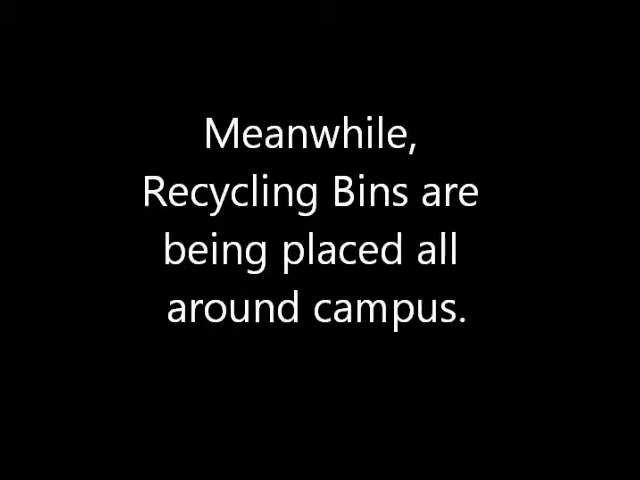 Meanwhile,
Recycling Bins are
being placed all
around campus.